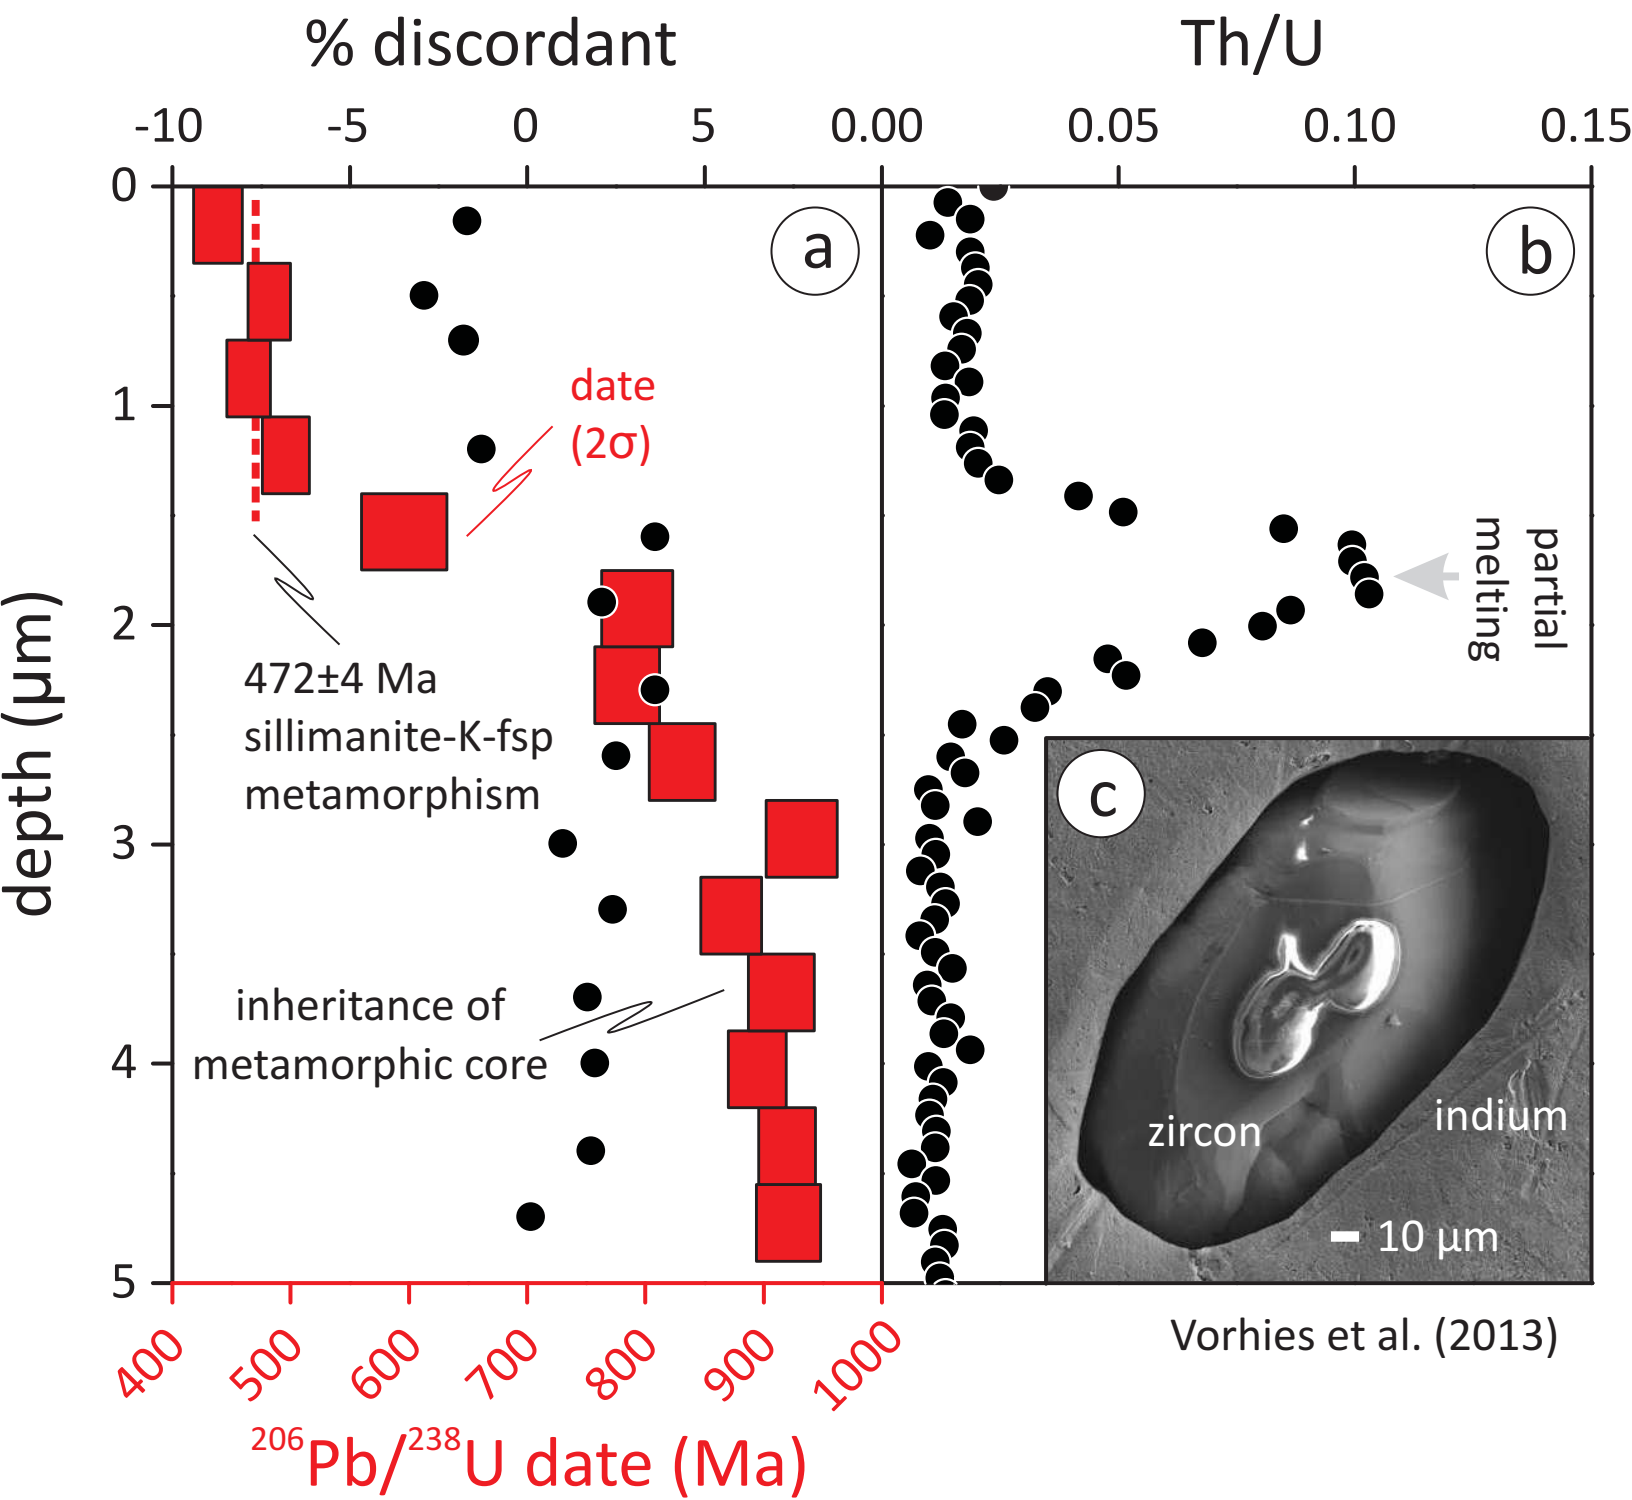 % discordant
Th/U
-10 -5 0 5 0.00 0.05 0.10 0.15
0
1
2
3
4
5
depth (µm)
a
b
date
(2σ)
472±4 Ma
sillimanite-K-fsp
metamorphism
inheritance of
metamorphic core
partial
melting
c
zircon
indium
10 µm
400 500 600 700 800 900 1000
²⁰⁶Pb/²³⁸U date (Ma)
Vorhies et al. (2013)